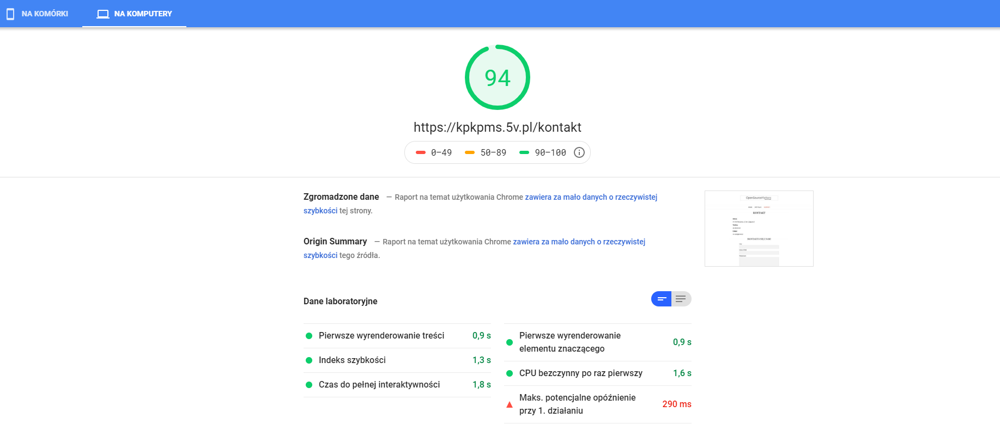 NA KOMÓRKI
NA KOMPUTERY
94
https://kpkpms.5v.pl/kontakt
0–49
50–89
90–100
Zgromadzone dane — Raport na temat użytkowania Chrome zawiera za mało danych o rzeczywistej
szybkości tej strony.
Origin Summary — Raport na temat użytkowania Chrome zawiera za mało danych o rzeczywistej
szybkości tego źródła.
OpenSourceMatters
KONTAKT
Dane laboratoryjne
Pierwsze wyrenderowanie treści 0,9 s
Indeks szybkości 1,3 s
Czas do pełnej interaktywności 1,8 s
Pierwsze wyrenderowanie
elementu znaczącego
0,9 s
CPU bezczynny po raz pierwszy 1,6 s
Maks. potencjalne opóźnienie
przy 1. działaniu
290 ms